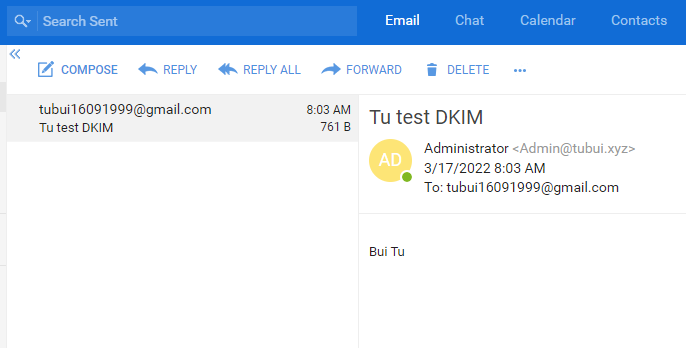 Search Sent
Email Chat Calendar Contacts
COMPOSE REPLY REPLY ALL FORWARD DELETE
tubui16091999@gmail.com 8:03 AM
Tu test DKIM 761 B
Tu test DKIM
AD
Administrator <Admin@tubui.xyz>
3/17/2022 8:03 AM
To: tubui16091999@gmail.com
Bui Tu